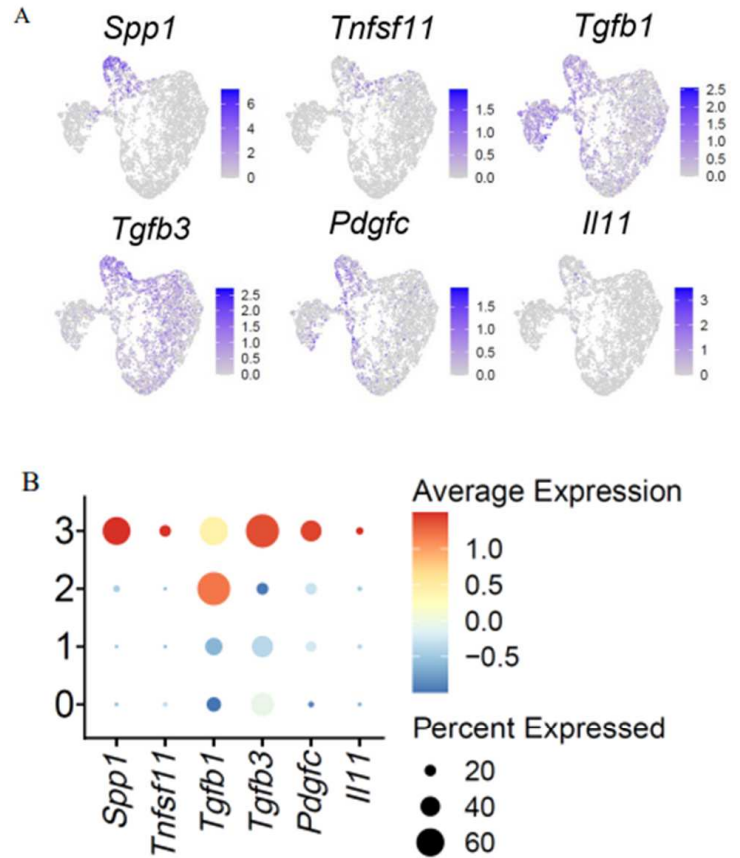 A
Spp1 Tnfsf11 Tgfb1
6 4 2 0
1.5 1.0 0.5 0.0
2.5 2.0 1.5 1.0 0.5 0.0
Tgfb3 Pdgfc Il11
2.5 2.0 1.5 1.0 0.5 0.0
1.5 1.0 0.5 0.0
3 2 1 0
B
3
2
1
0
Spp1 Tnfsf11 Tgfb1 Tgfb3 Pdgfc Il11
Average Expression
1.0
0.5
0.0
−0.5
Percent Expressed
20
40
60